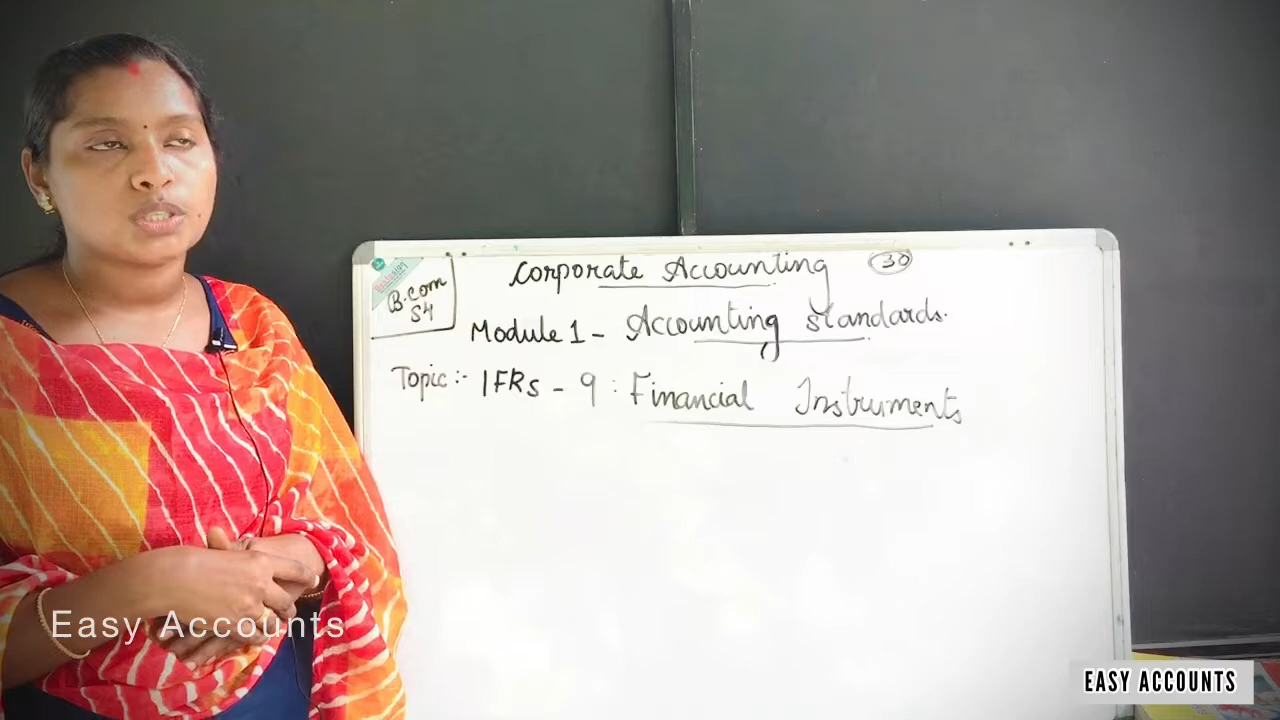 B.com
S4
Corporate Accounting 30
Module 1 - Accounting Standards.
Topic :- IFRS - 9 : Financial Instruments
Easy Accounts
EASY ACCOUNTS